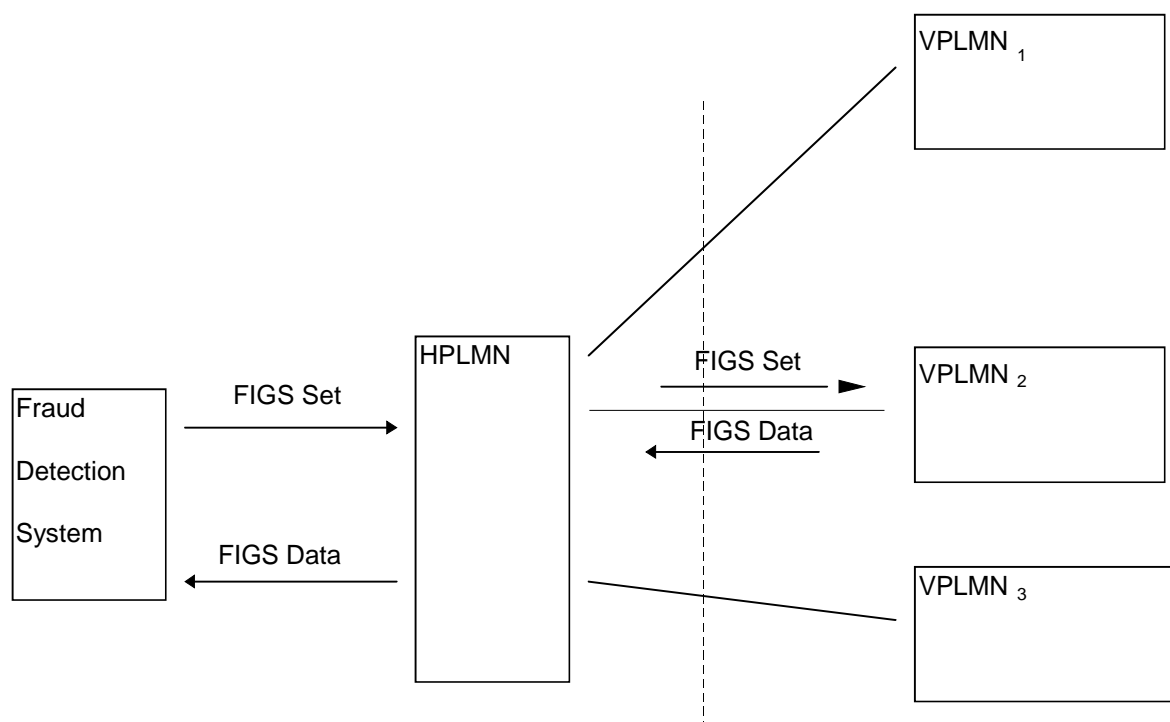 VPLMN 1
HPLMN
FIGS Set
VPLMN 2
Fraud
Detection
System
FIGS Set
FIGS Data
FIGS Data
VPLMN 3